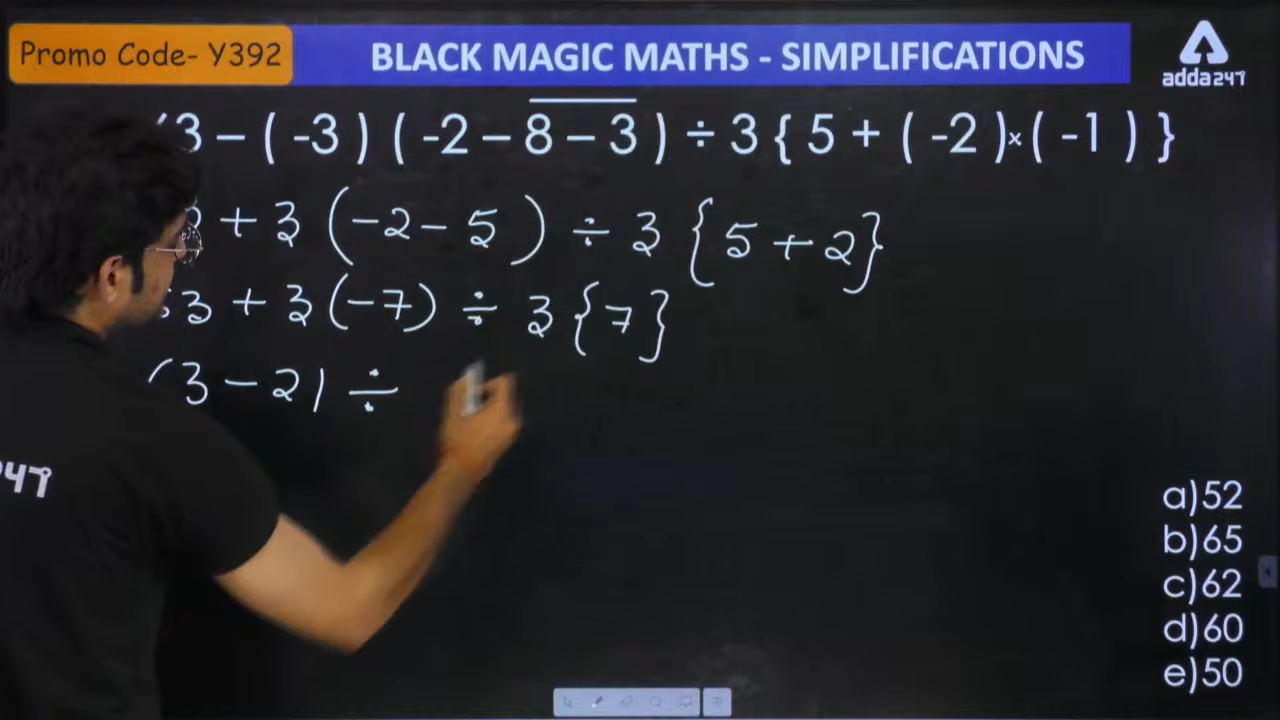 Promo Code- Y392
BLACK MAGIC MATHS - SIMPLIFICATIONS
adda247
3 – ( -3 ) ( -2 – 8 – 3 ) ÷ 3 { 5 + ( -2 )×( -1 ) }
+ 3 (-2 - 5) ÷ 3 {5 + 2}
3 + 3 (-7) ÷ 3 {7}
3 - 21 ÷
247
a)52
b)65
c)62
d)60
e)50